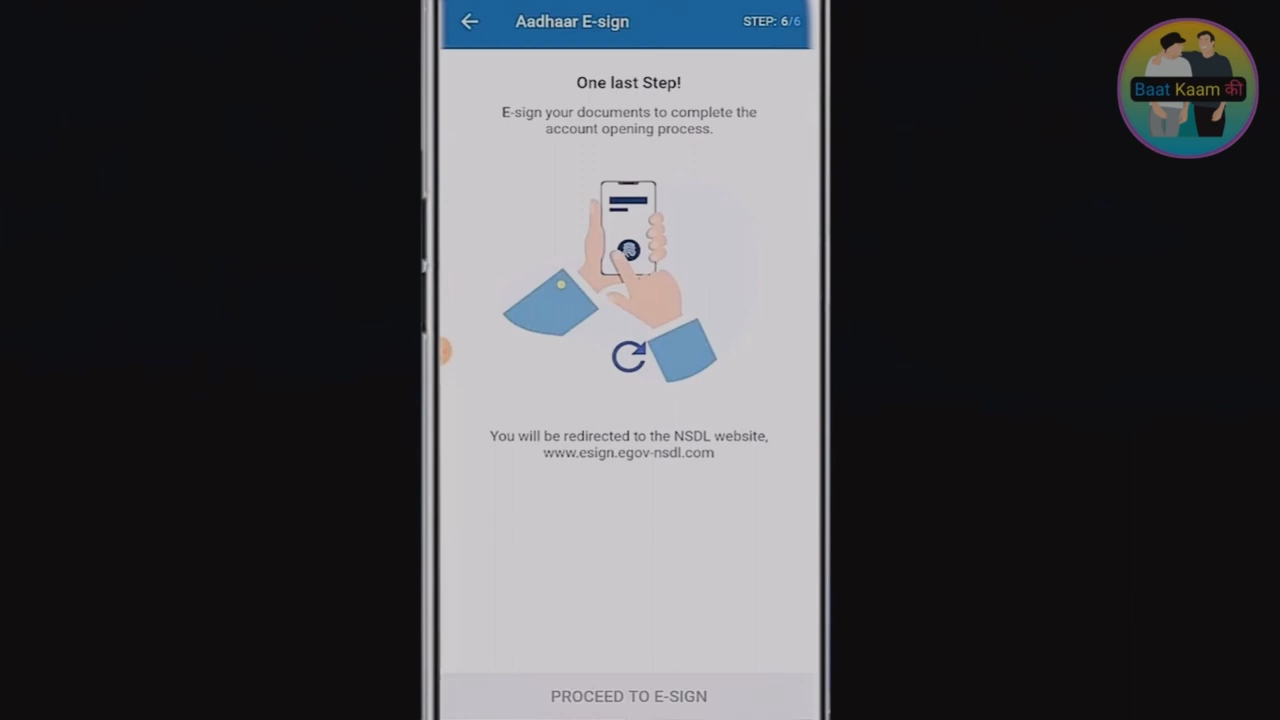 Aadhaar E-sign
STEP: 6/6
Baat Kaam की
One last Step!
E-sign your documents to complete the
account opening process.
You will be redirected to the NSDL website,
www.esign.egov-nsdl.com
PROCEED TO E-SIGN